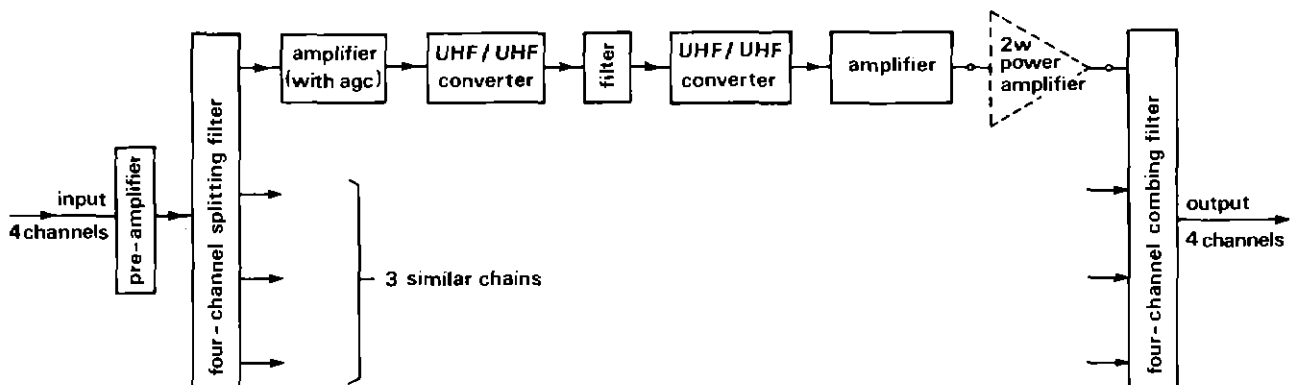 input
4 channels
pre-amplifier
four-channel splitting filter
amplifier
(with agc)
UHF / UHF
converter
filter
UHF / UHF
converter
amplifier
2w
power
amplifier
3 similar chains
four-channel combing filter
output
4 channels